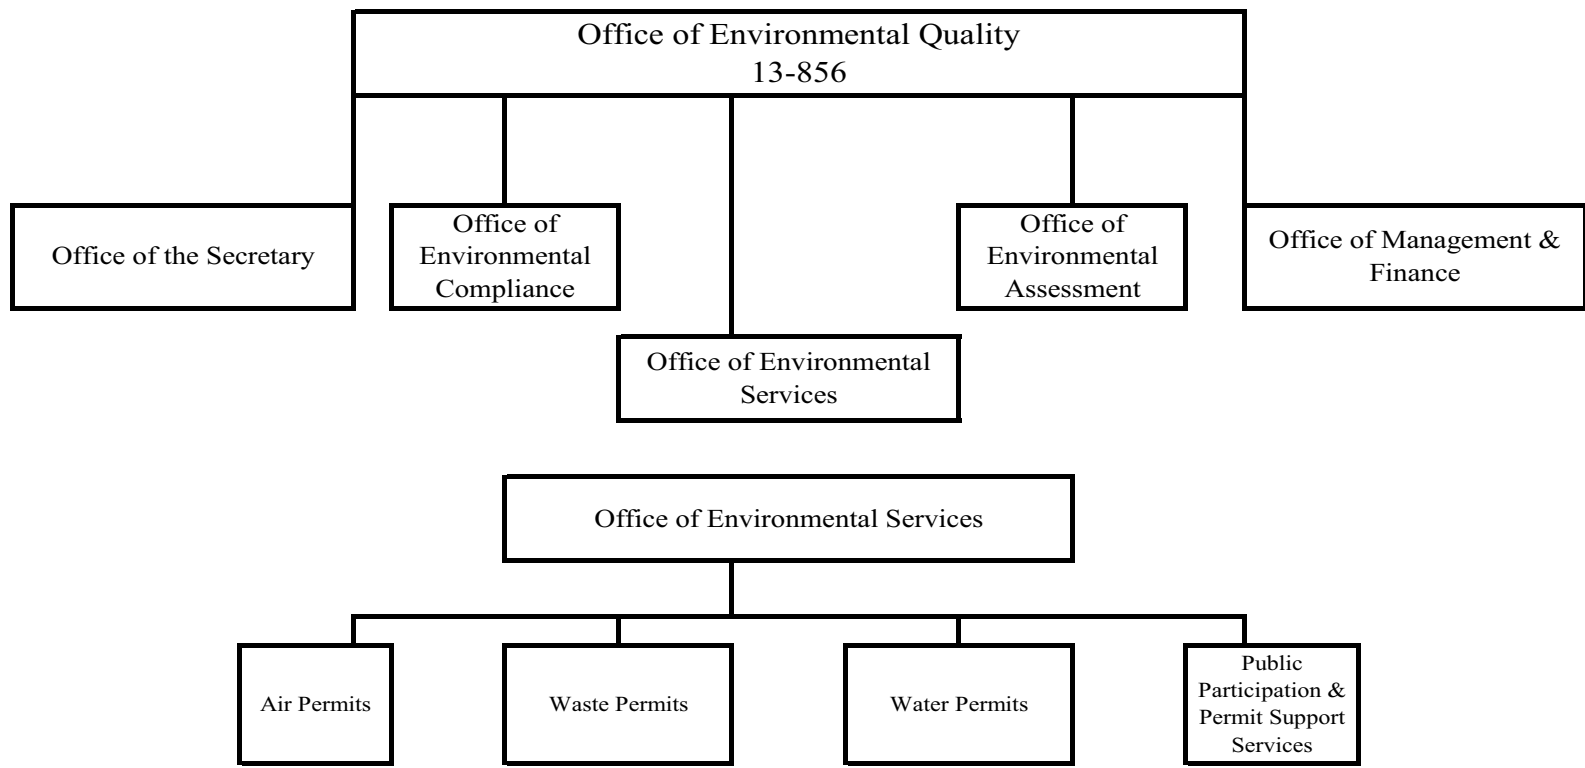 Office of Environmental Quality
13-856
Office of the Secretary
Office of
Environmental
Compliance
Office of
Environmental
Assessment
Office of Management &
Finance
Office of Environmental
Services
Office of Environmental Services
Air Permits
Waste Permits
Water Permits
Public
Participation &
Permit Support
Services